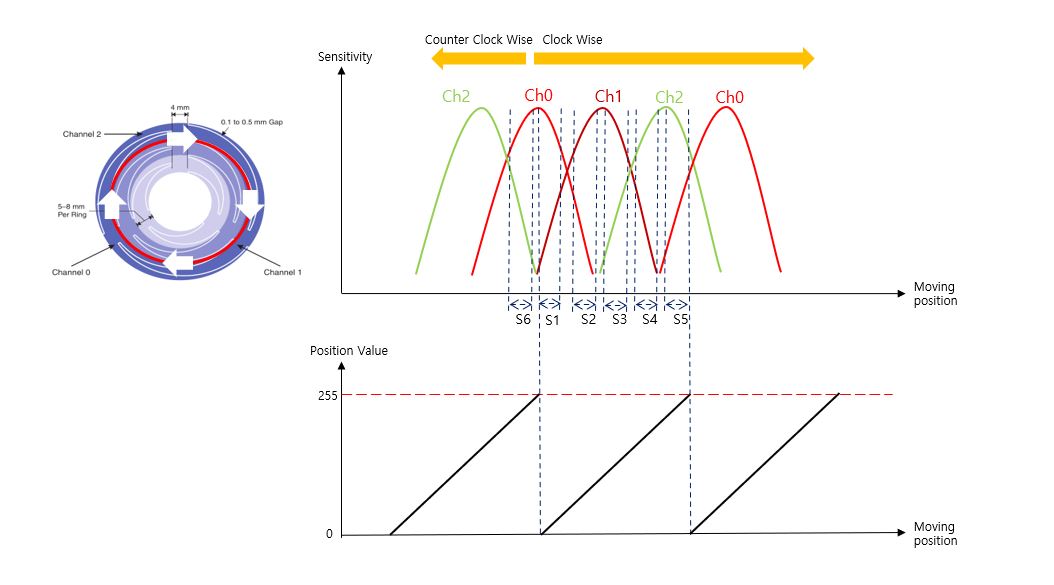 Counter Clock Wise
Clock Wise
Sensitivity
Ch2
Ch0
Ch1
Ch2
Ch0
4 mm
0.1 to 0.5 mm Gap
Channel 2
5–8 mm
Per Ring
Channel 0
Channel 1
Moving
position
S6
S1
S2
S3
S4
S5
Position Value
255
0
Moving
position